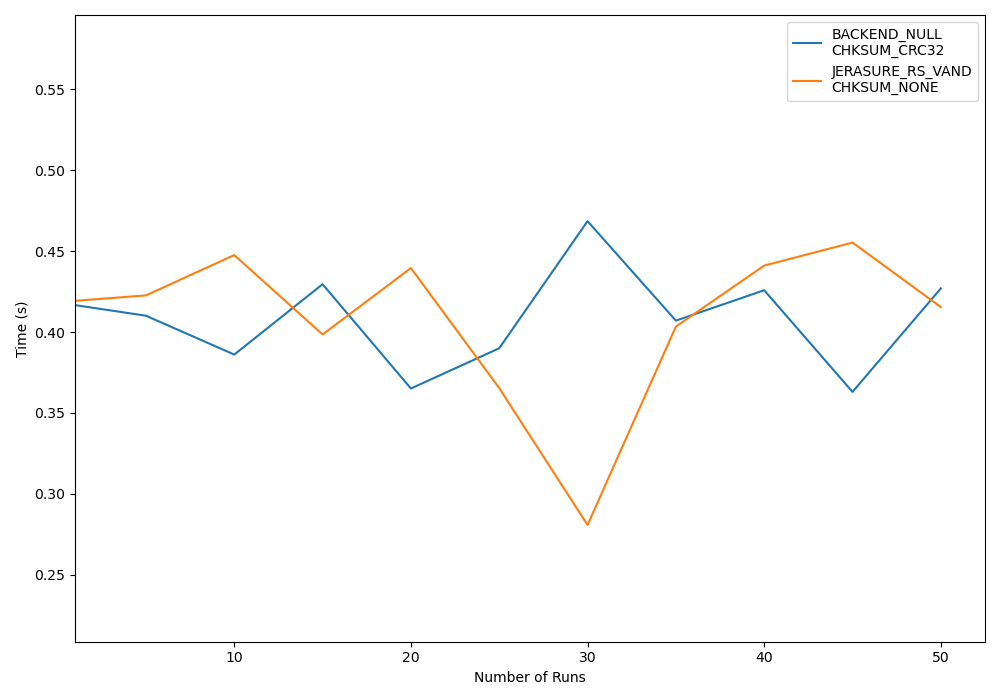 BACKEND_NULL
CHKSUM_CRC32
JERASURE_RS_VAND
CHKSUM_NONE
0.55
0.50
0.45
0.40
0.35
0.30
0.25
Time (s)
10 20 30 40 50
Number of Runs